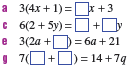 a 3(4x + 1) = □x + 3
c 6(2 + 5y) = □ + □y
e 3(2a + □) = 6a + 21
g 7(□ + □) = 14 + 7q